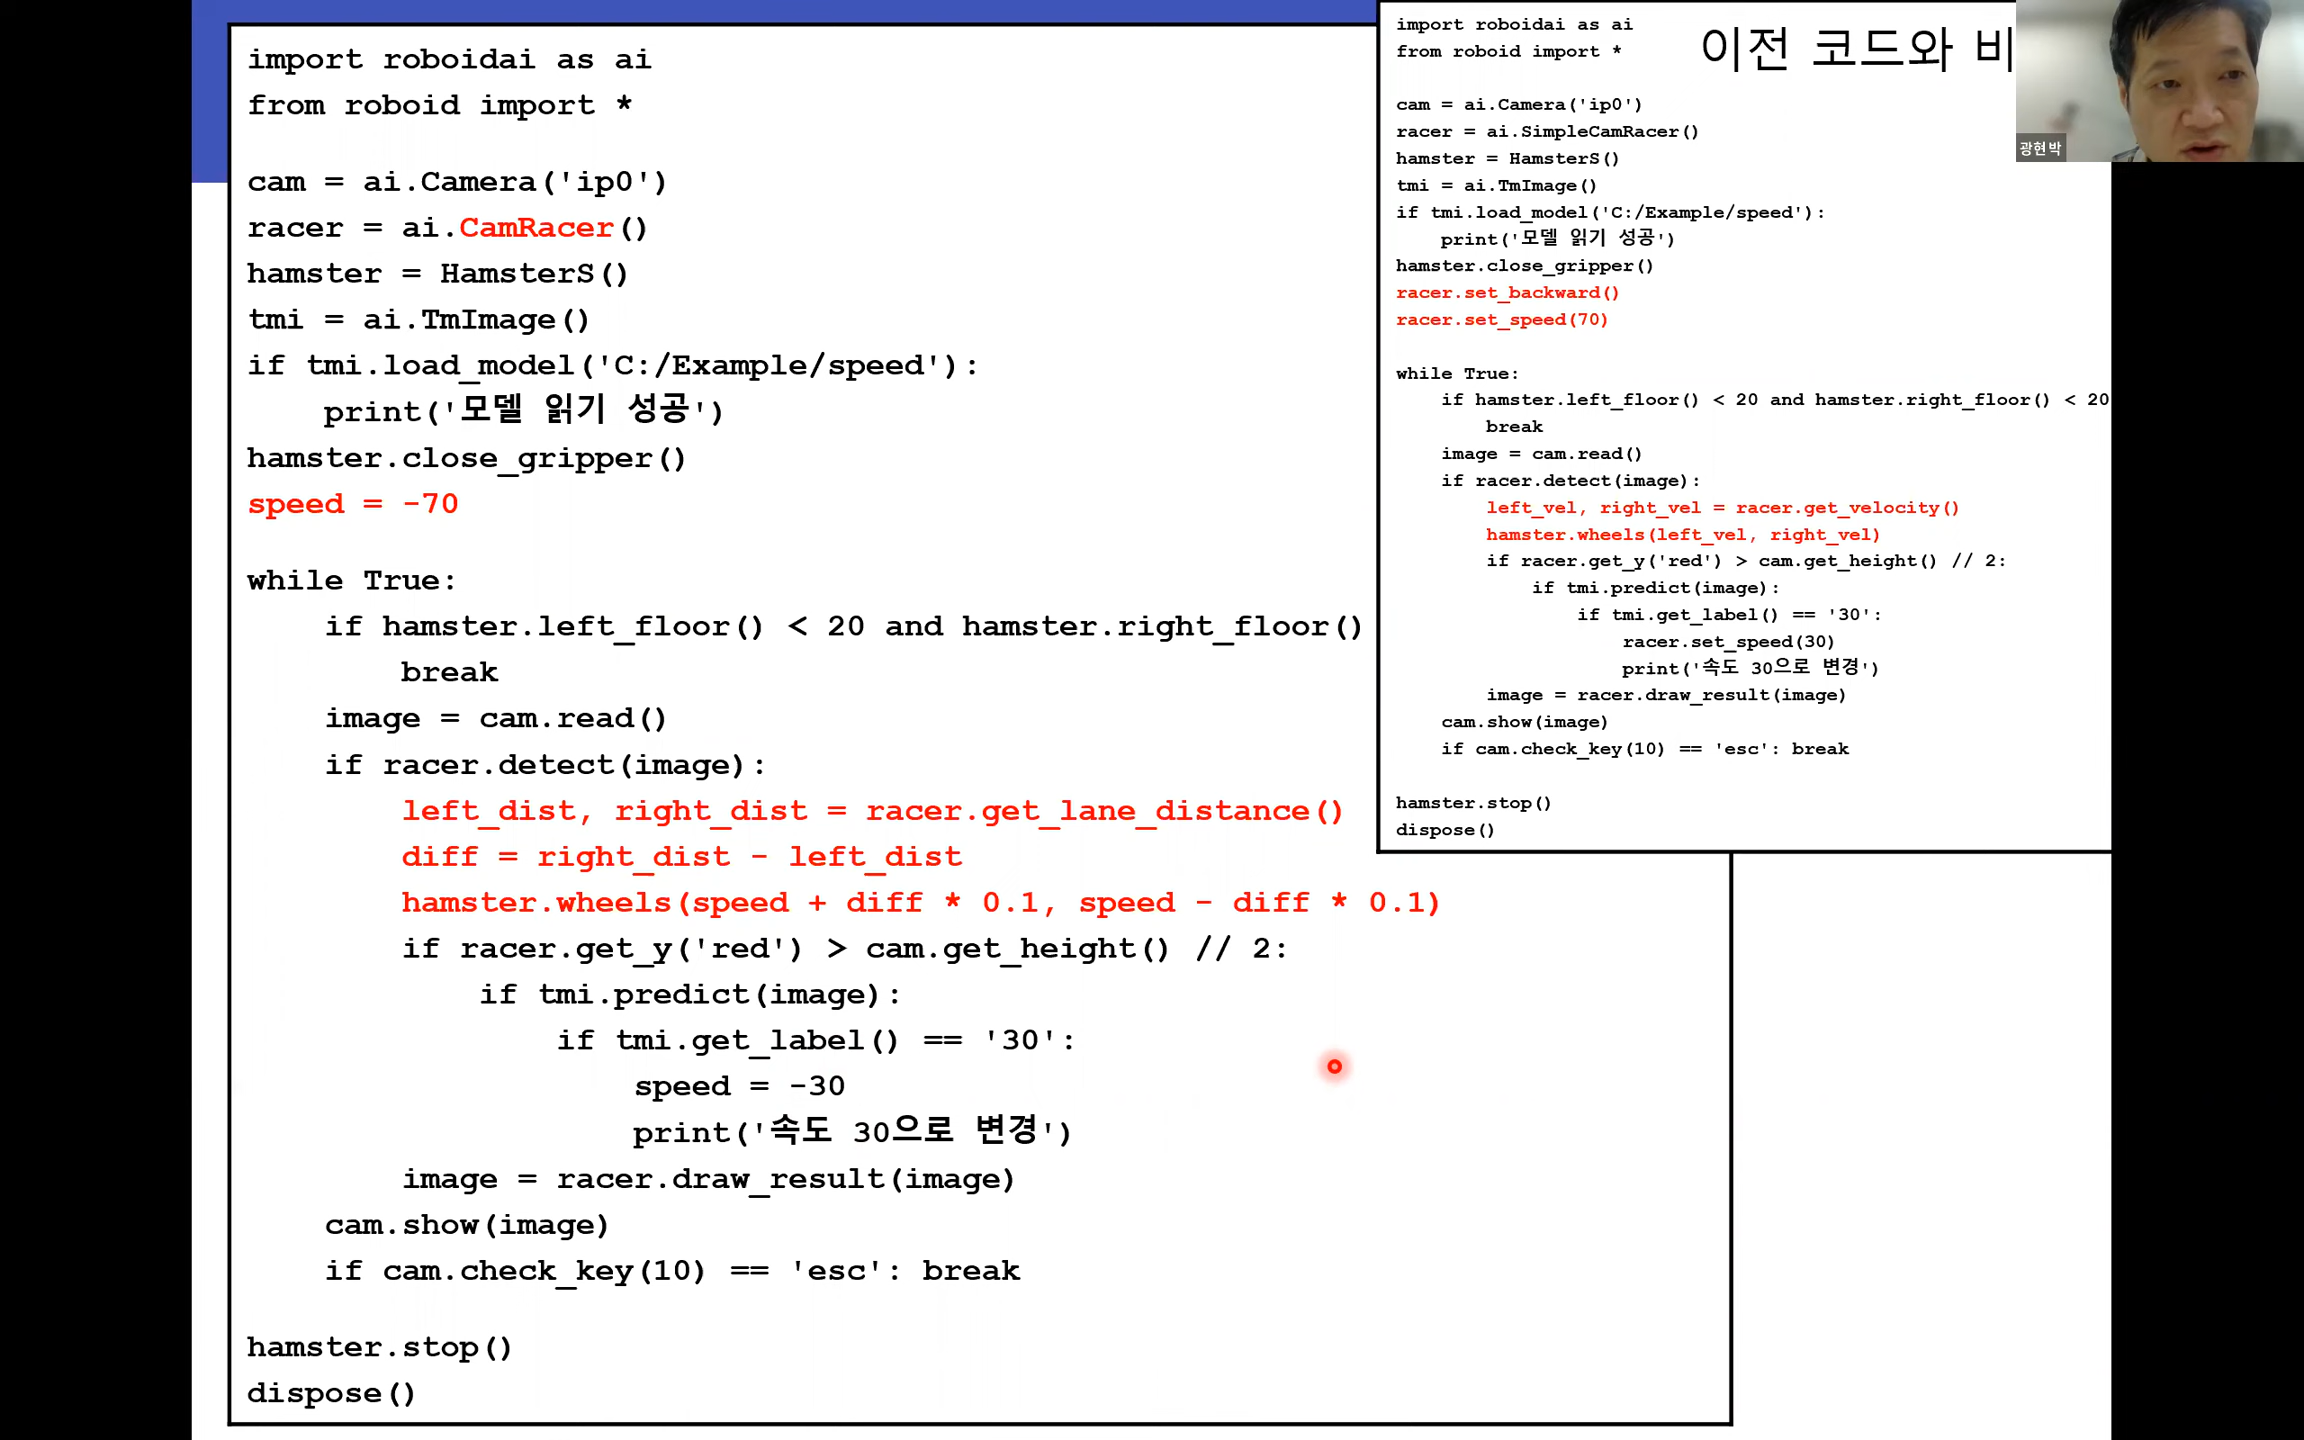 import roboidai as ai
from roboid import *
cam = ai.Camera('ip0')
racer = ai.CamRacer()
hamster = HamsterS()
tmi = ai.TmImage()
if tmi.load_model('C:/Example/speed'):
    print('모델 읽기 성공')
hamster.close_gripper()
speed = -70
while True:
    if hamster.left_floor() < 20 and hamster.right_floor()
        break
    image = cam.read()
    if racer.detect(image):
        left_dist, right_dist = racer.get_lane_distance()
        diff = right_dist - left_dist
        hamster.wheels(speed + diff * 0.1, speed - diff * 0.1)
        if racer.get_y('red') > cam.get_height() // 2:
            if tmi.predict(image):
                if tmi.get_label() == '30':
                    speed = -30
                    print('속도 30으로 변경')
        image = racer.draw_result(image)
    cam.show(image)
    if cam.check_key(10) == 'esc': break
hamster.stop()
dispose()
이전 코드와 비
import roboidai as ai
from roboid import *
cam = ai.Camera('ip0')
racer = ai.SimpleCamRacer()
hamster = HamsterS()
tmi = ai.TmImage()
if tmi.load_model('C:/Example/speed'):
    print('모델 읽기 성공')
hamster.close_gripper()
racer.set_backward()
racer.set_speed(70)
while True:
    if hamster.left_floor() < 20 and hamster.right_floor() < 20
        break
    image = cam.read()
    if racer.detect(image):
        left_vel, right_vel = racer.get_velocity()
        hamster.wheels(left_vel, right_vel)
        if racer.get_y('red') > cam.get_height() // 2:
            if tmi.predict(image):
                if tmi.get_label() == '30':
                    racer.set_speed(30)
                    print('속도 30으로 변경')
        image = racer.draw_result(image)
    cam.show(image)
    if cam.check_key(10) == 'esc': break
hamster.stop()
dispose()
광현박